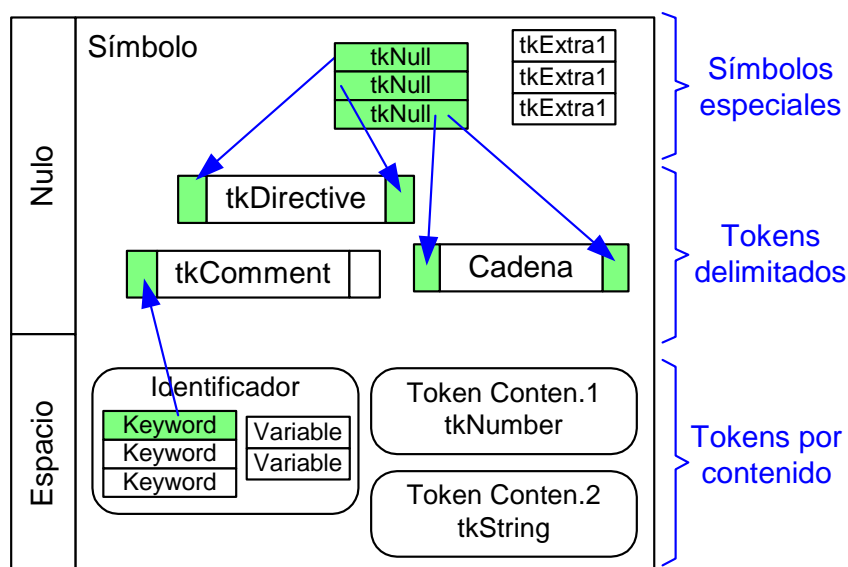 Símbolo
tkNull
tkNull
tkNull
tkExtra1
tkExtra1
tkExtra1
Símbolos
especiales
Nulo
tkDirective
tkComment
Cadena
Tokens
delimitados
Espacio
Identificador
Keyword
Keyword
Keyword
Variable
Variable
Token Conten.1
tkNumber
Token Conten.2
tkString
Tokens por
contenido